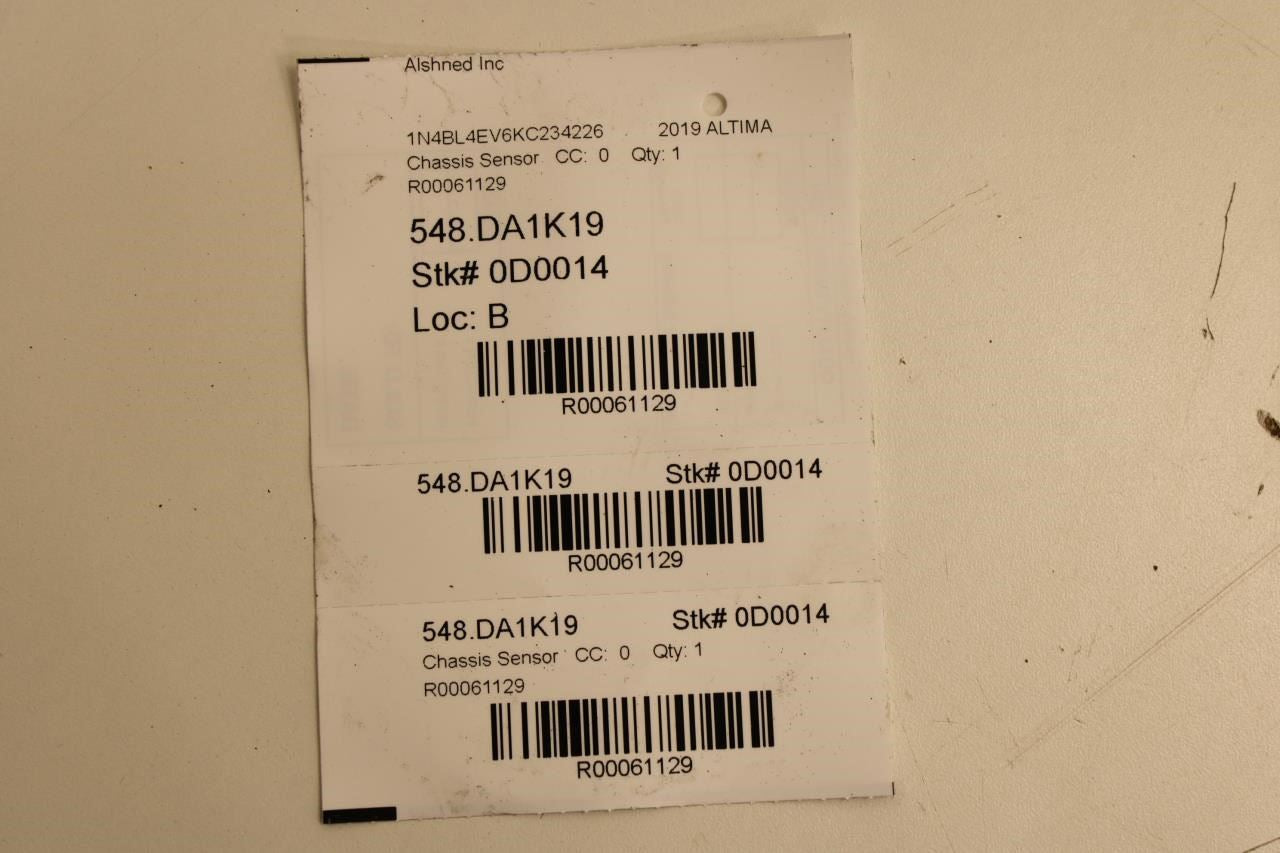 Alshned Inc
1N4BL4EV6KC234226 2019 ALTIMA
Chassis Sensor CC: 0 Qty: 1
R00061129
548.DA1K19
Stk# 0D0014
Loc: B
R00061129
548.DA1K19 Stk# 0D0014
R00061129
548.DA1K19 Stk# 0D0014
Chassis Sensor CC: 0 Qty: 1
R00061129
R00061129